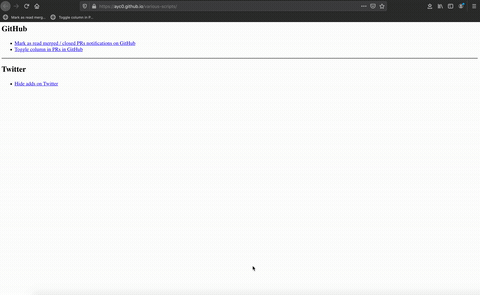 https://ayc0.github.io/various-scripts/
Mark as read merg... Toggle column in P...
GitHub
Mark as read merged / closed PRs notifications on GitHub
Toggle column in PRs in GitHub
Twitter
Hide adds on Twitter